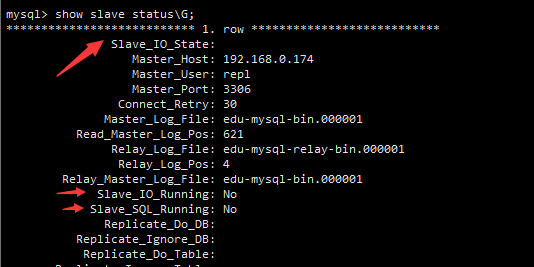 mysql> show slave status\G;
*************************** 1. row ***************************
Slave_IO_State:
Master_Host: 192.168.0.174
Master_User: repl
Master_Port: 3306
Connect_Retry: 30
Master_Log_File: edu-mysql-bin.000001
Read_Master_Log_Pos: 621
Relay_Log_File: edu-mysql-relay-bin.000001
Relay_Log_Pos: 4
Relay_Master_Log_File: edu-mysql-bin.000001
Slave_IO_Running: No
Slave_SQL_Running: No
Replicate_Do_DB:
Replicate_Ignore_DB:
Replicate_Do_Table: